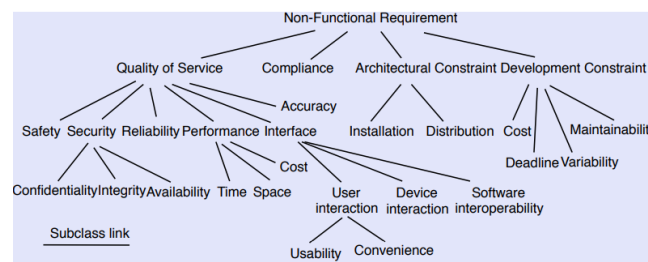 Non-Functional Requirement
Quality of Service Compliance Architectural Constraint Development Constraint
Accuracy
Safety Security Reliability Performance Interface Installation Distribution Cost Maintainabilit
Cost Deadline Variability
Confidentiality Integrity Availability Time Space User interaction Device interaction Software interoperability
Subclass link
Usability Convenience